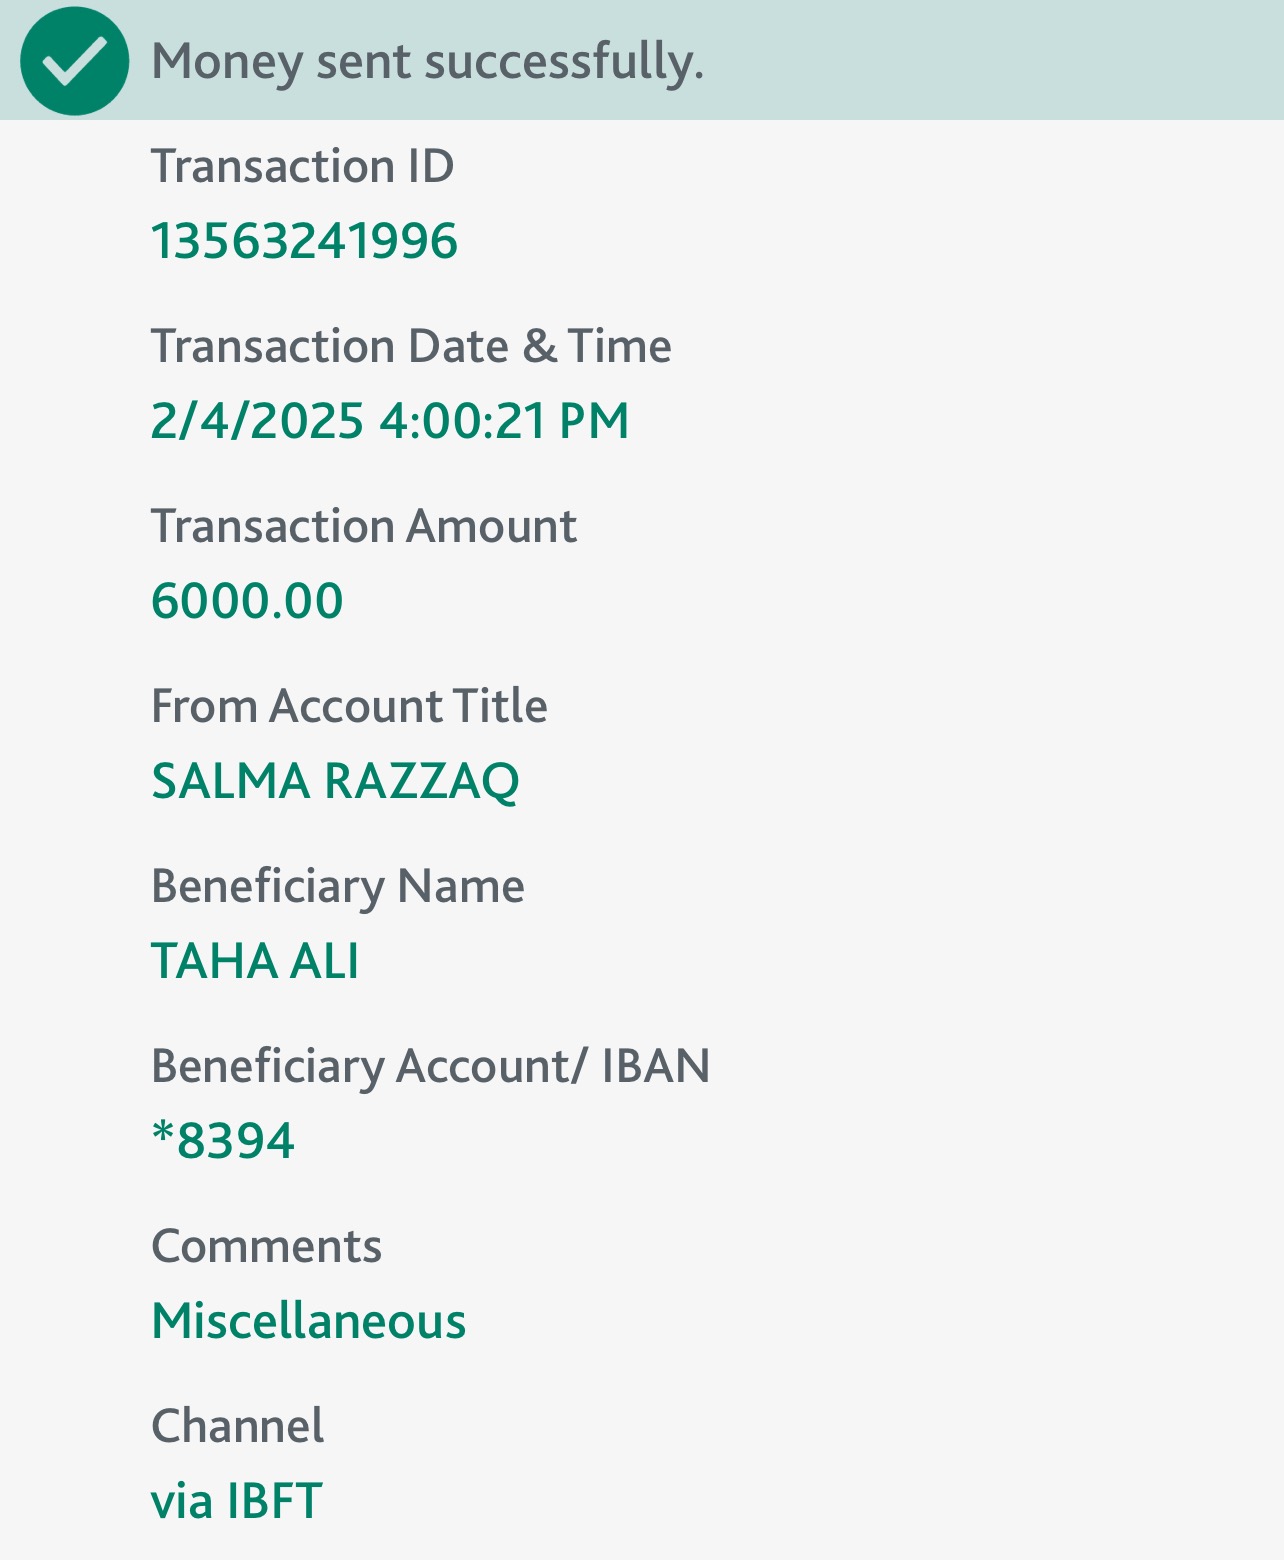 Money sent successfully.
Transaction ID
13563241996
Transaction Date & Time
2/4/2025 4:00:21 PM
Transaction Amount
6000.00
From Account Title
SALMA RAZZAQ
Beneficiary Name
TAHA ALI
Beneficiary Account/ IBAN
*8394
Comments
Miscellaneous
Channel
via IBFT